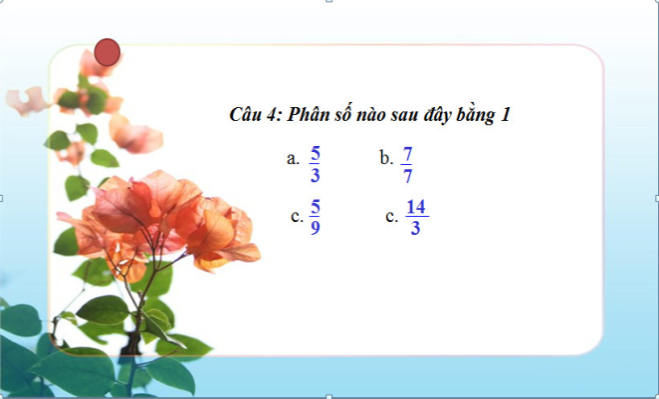 Câu 4: Phân số nào sau đây bằng 1
a. 5/3 b. 7/7
c. 5/9 c. 14/3